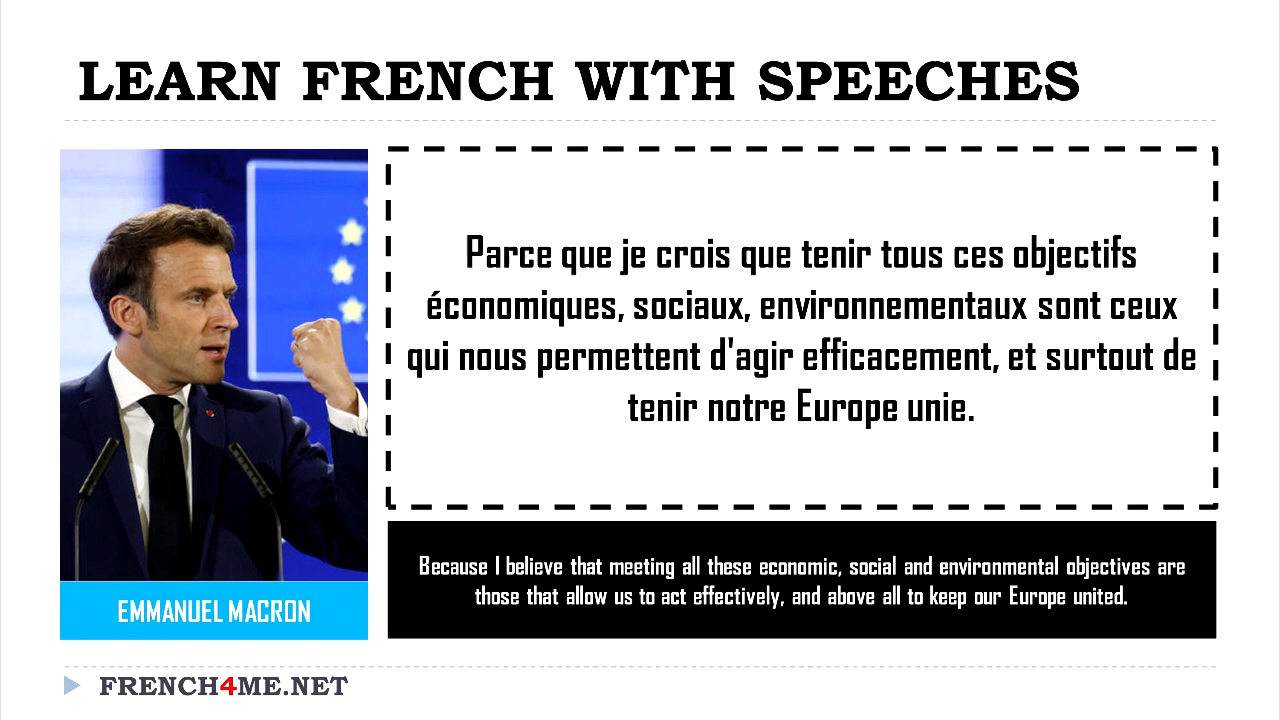 LEARN FRENCH WITH SPEECHES
Parce que je crois que tenir tous ces objectifs
économiques, sociaux, environnementaux sont ceux
qui nous permettent d'agir efficacement, et surtout de
tenir notre Europe unie.
Because I believe that meeting all these economic, social and environmental objectives are
those that allow us to act effectively, and above all to keep our Europe united.
EMMANUEL MACRON
FRENCH4ME.NET